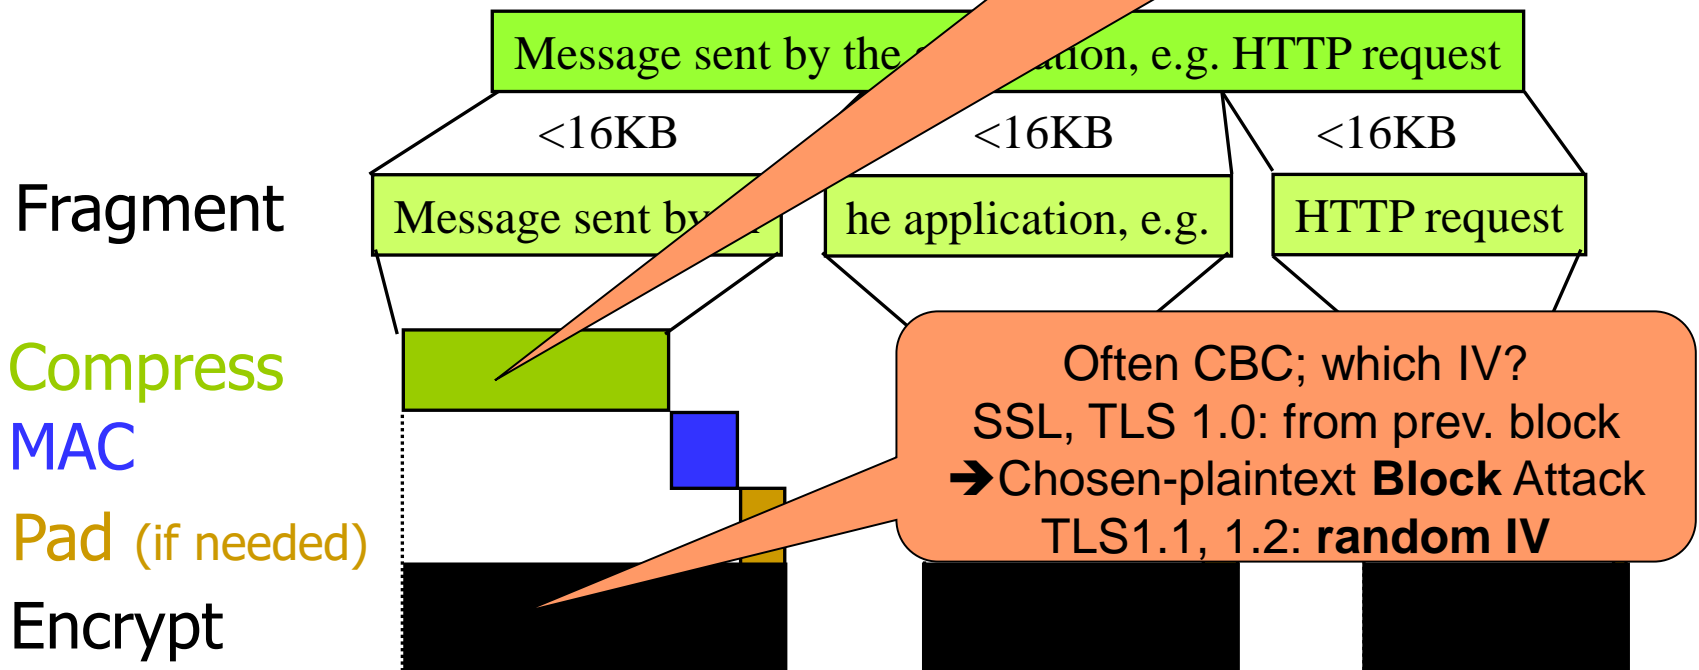 Message sent by the ation, e.g. HTTP request
<16KB <16KB <16KB
Fragment
Message sent by he application, e.g. HTTP request
Compress
MAC
Pad (if needed)
Encrypt
Often CBC; which IV?
SSL, TLS 1.0: from prev. block
➔Chosen-plaintext Block Attack
TLS1.1, 1.2: random IV